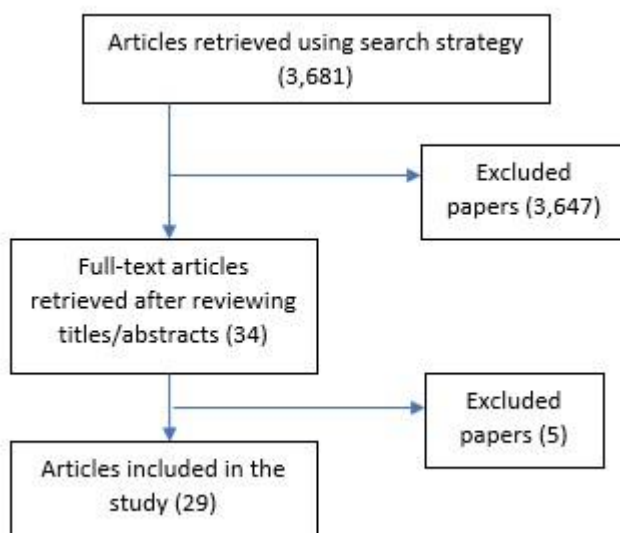 Articles retrieved using search strategy
(3,681)
Excluded
papers (3,647)
Full-text articles
retrieved after reviewing
titles/abstracts (34)
Excluded
papers (5)
Articles included in the
study (29)